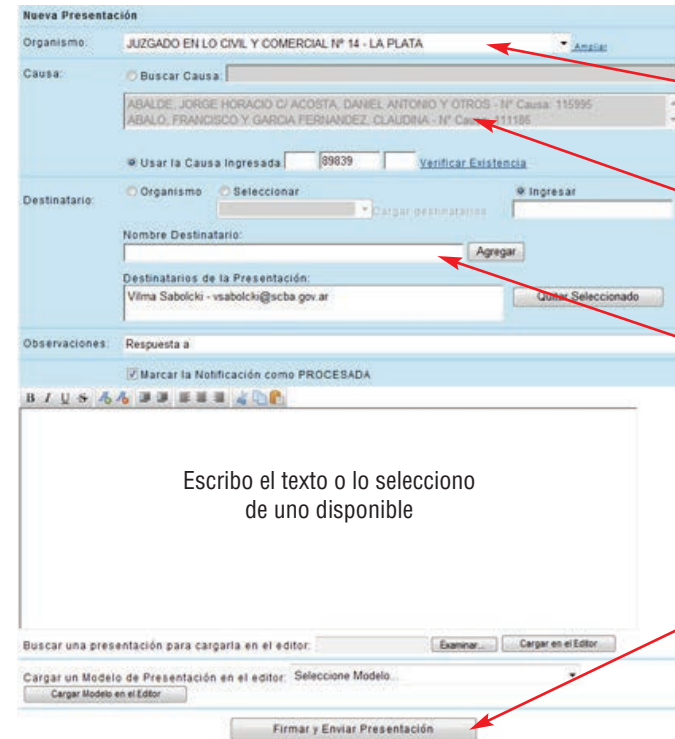 Nueva Presentación
Organismo: JUZGADO EN LO CIVIL Y COMERCIAL Nº 14 - LA PLATA Ampliar
Causa: Buscar Causa:
ABALDE, JORGE HORACIO C/ ACOSTA, DANIEL ANTONIO Y OTROS - Nº Causa: 115995
ABALO, FRANCISCO Y GARCIA FERNANDEZ, CLAUDINA - Nº Causa: 111186
Usar la Causa Ingresada 89839 Verificar Existencia
Destinatario: Organismo Seleccionar Ingresar
Cargar destinatarios
Nombre Destinatario:
Agregar
Destinatarios de la Presentación:
Vilma Sabolcki - vsabolcki@scba.gov.ar Quitar Seleccionado
Observaciones: Respuesta a
Marcar la Notificación como PROCESADA
B I U S
Escribo el texto o lo selecciono
de uno disponible
Buscar una presentación para cargarla en el editor: Examinar... Cargar en el Editor
Cargar un Modelo de Presentación en el editor: Seleccione Modelo...
Cargar Modelo en el Editor
Firmar y Enviar Presentación